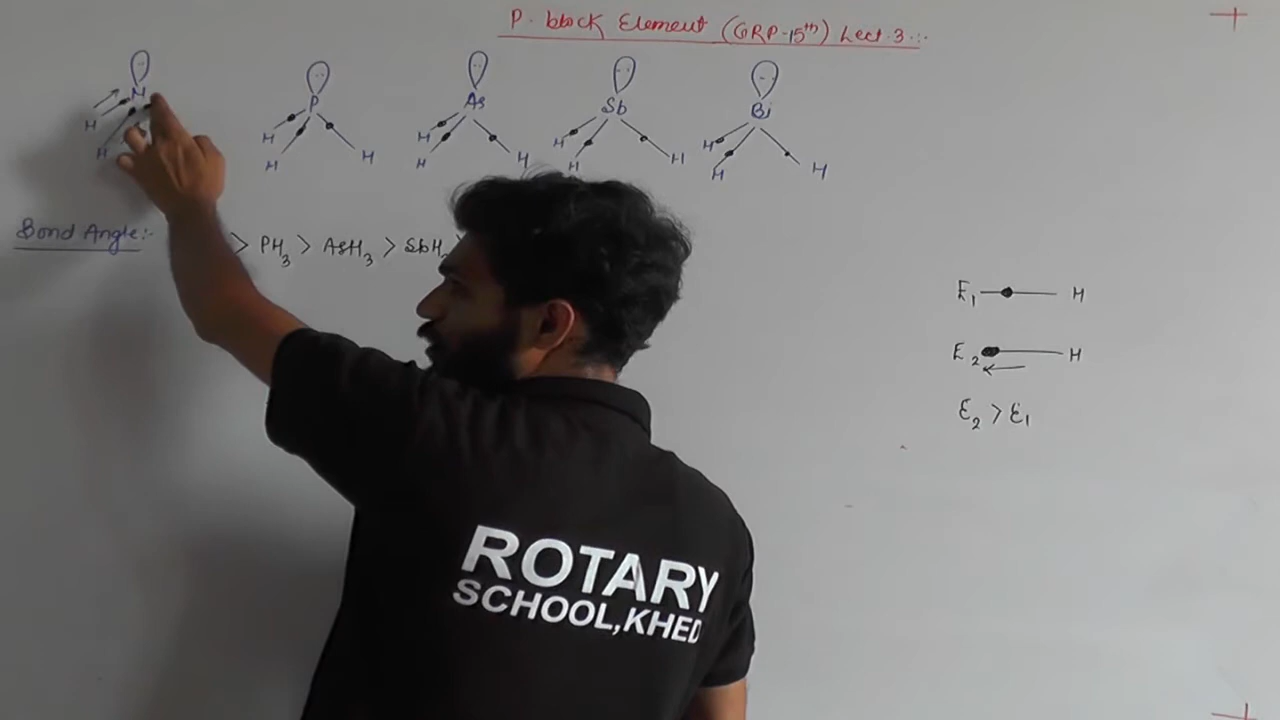 P-block Element (GRP-15th) Lect.3.:.
N P As Sb Bi
H H
H H H
H H H
H H H
H H H
Bond Angle:- > PH3 > AsH3 > SbH
E1 H
E2 H
E2 > E1
ROTARY
SCHOOL,KHED